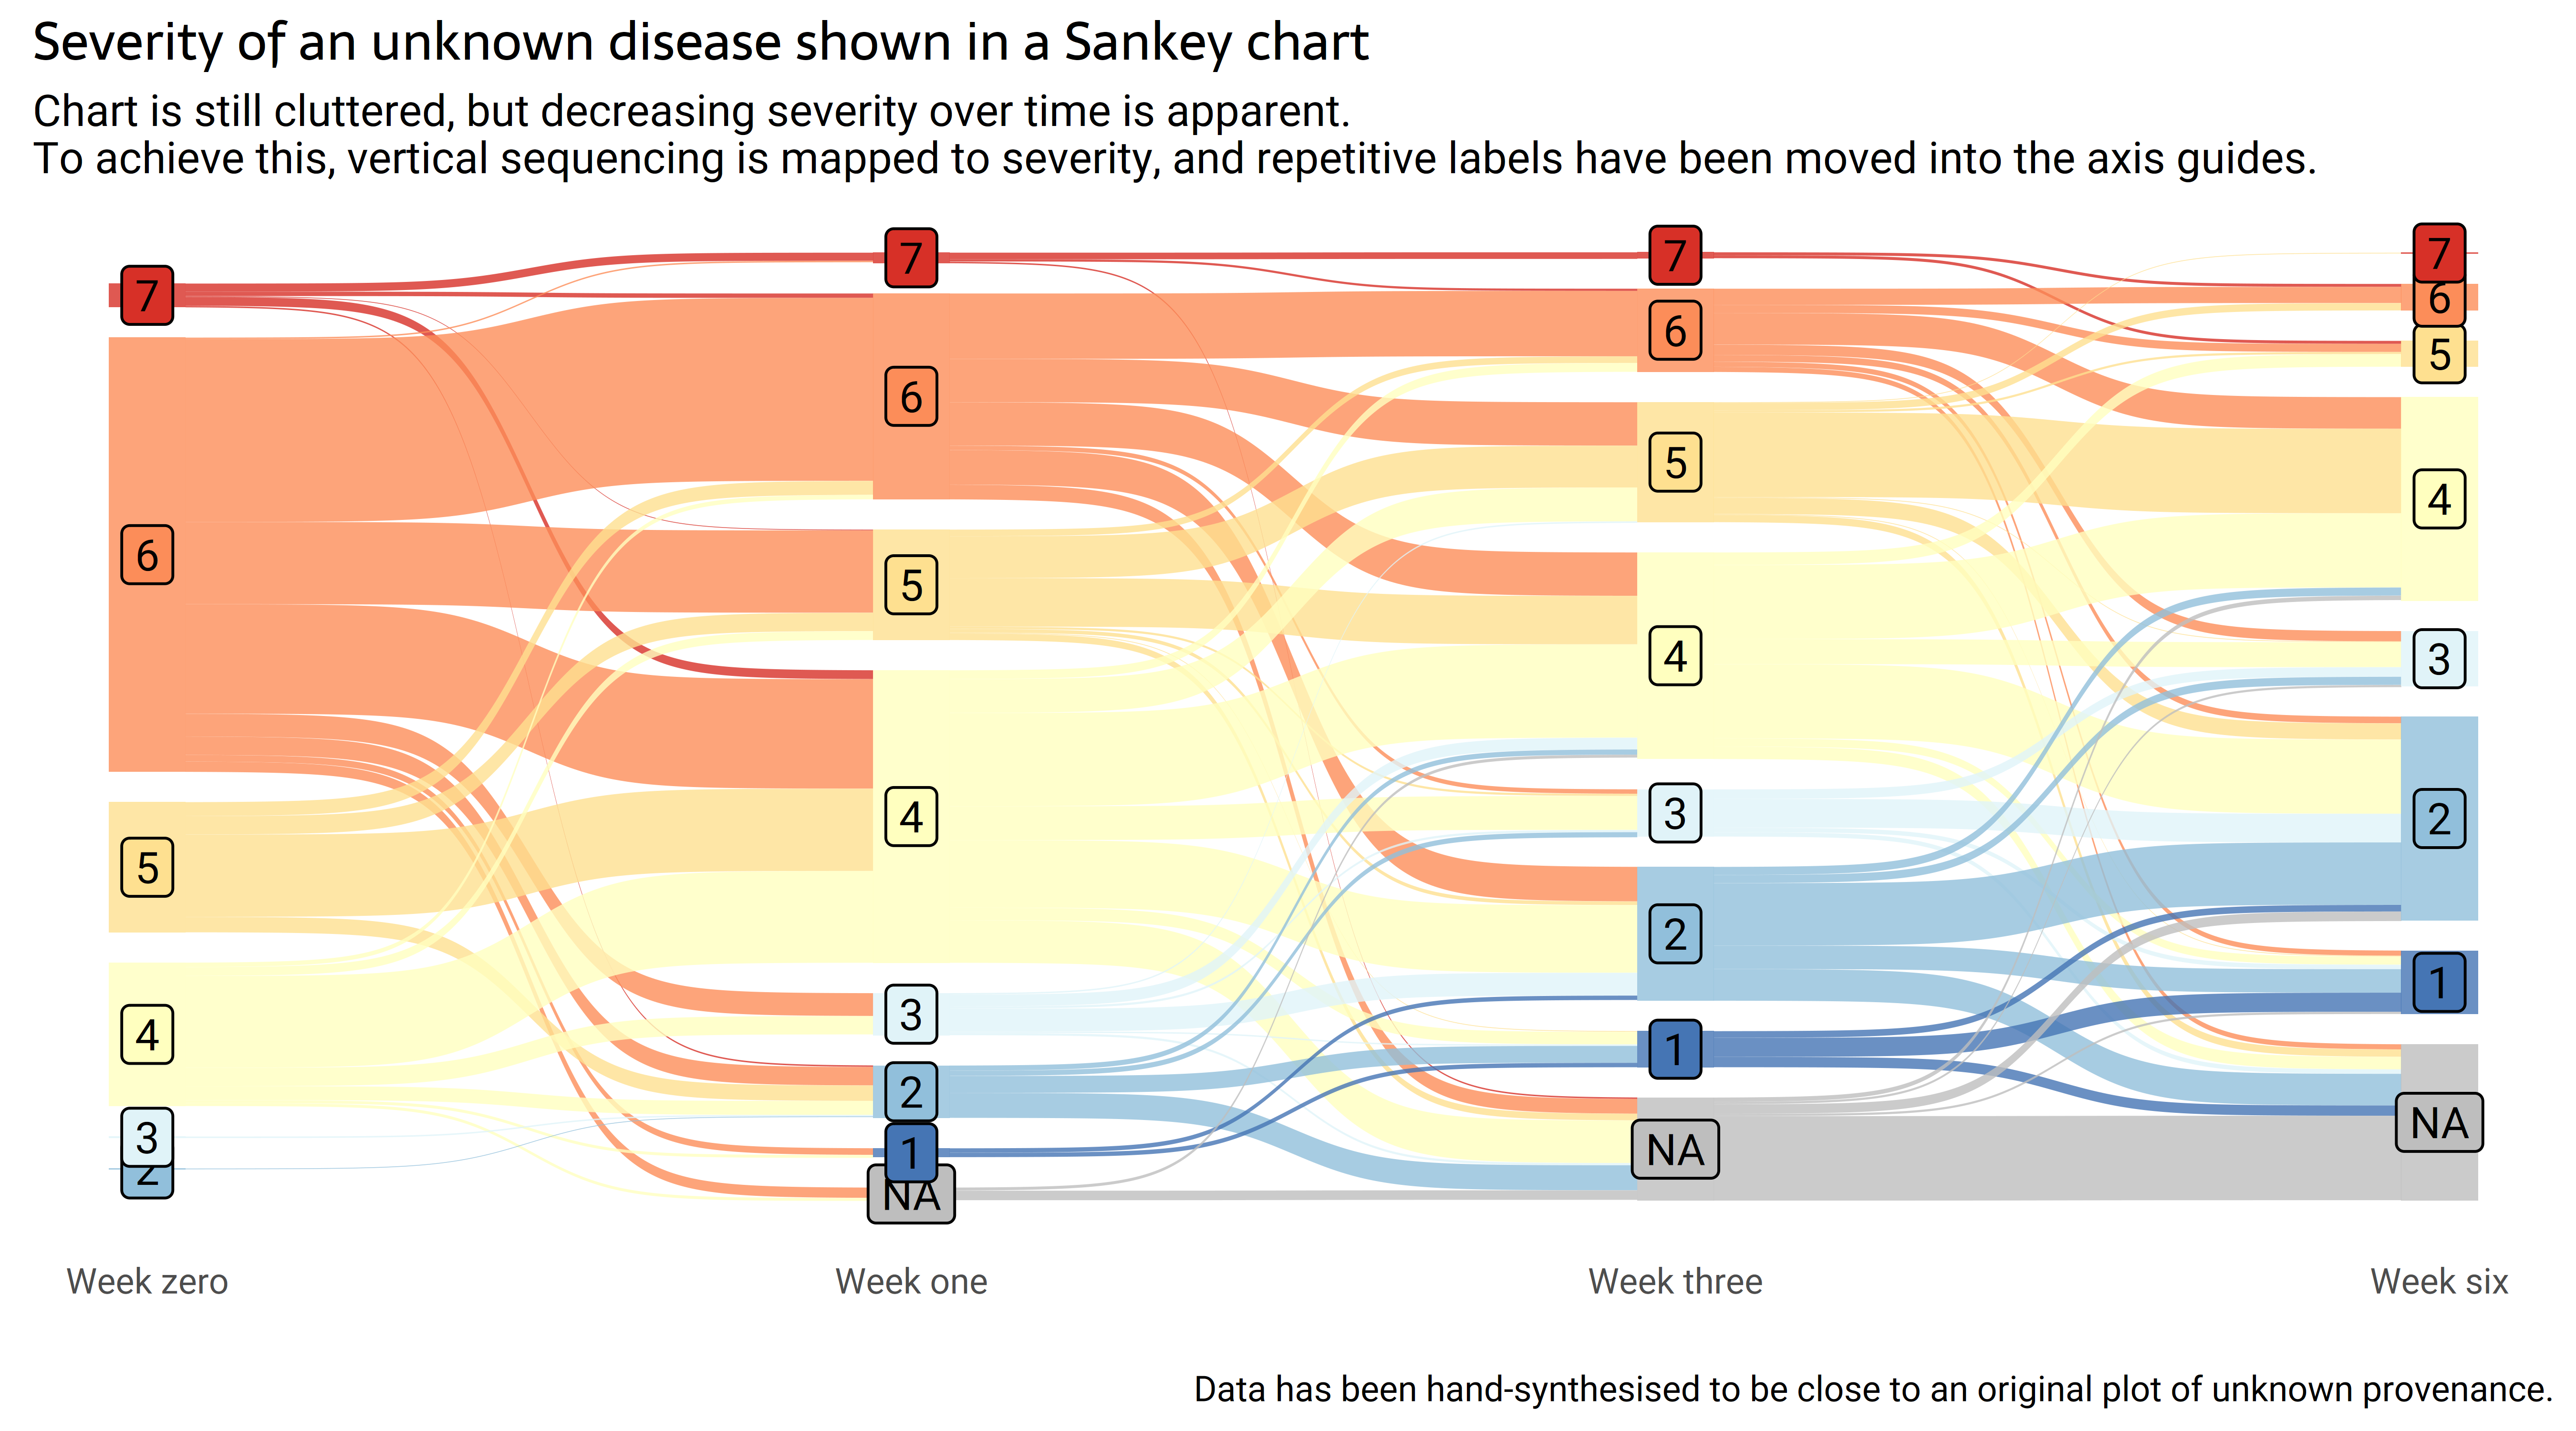 Severity of an unknown disease shown in a Sankey chart
Chart is still cluttered, but decreasing severity over time is apparent.
To achieve this, vertical sequencing is mapped to severity, and repetitive labels have been moved into the axis guides.
7
6
5
4
3
2
7
6
5
4
3
2
1
NA
7
6
5
4
3
2
1
NA
7
6
5
4
3
2
1
NA
Week zero
Week one
Week three
Week six
Data has been hand-synthesised to be close to an original plot of unknown provenance.